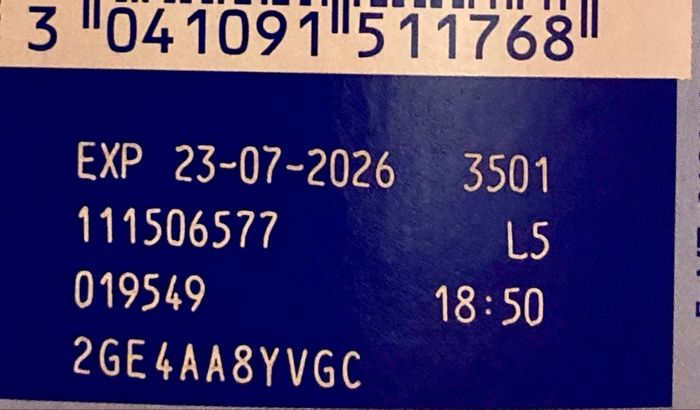 3 041091 511768
EXP 23-07-2026 3501
111506577 L5
019549 18:50
2GE4AA8YVGC